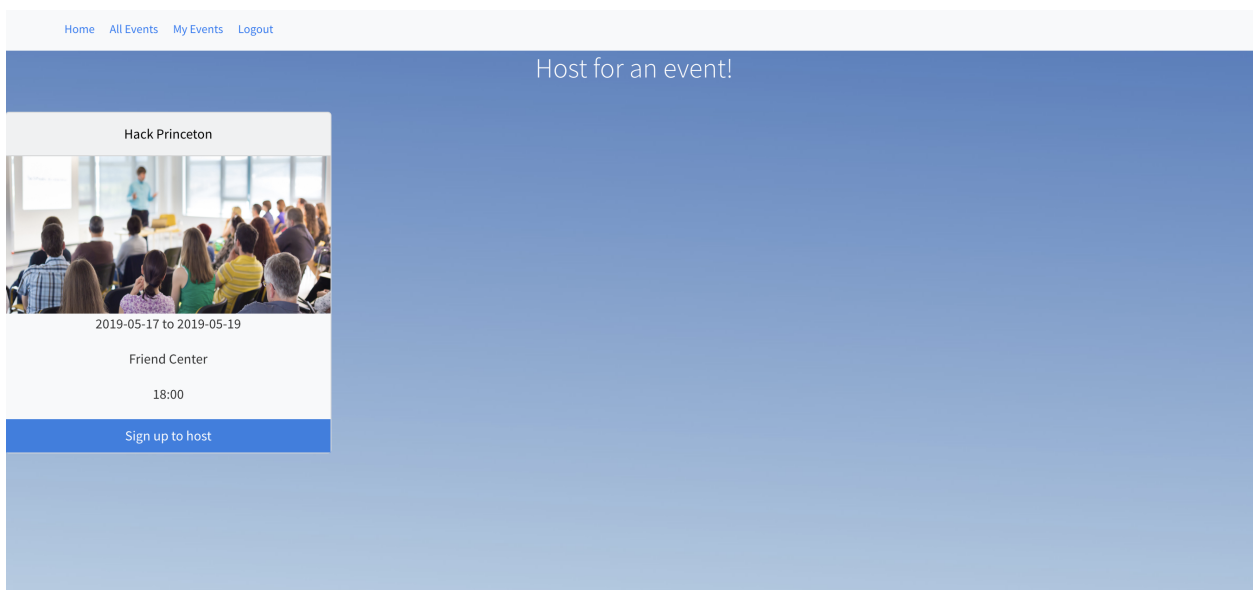 Home All Events My Events Logout
Host for an event!
Hack Princeton
2019-05-17 to 2019-05-19
Friend Center
18:00
Sign up to host